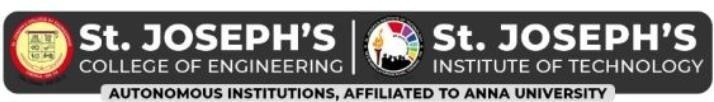 St. JOSEPH'S
COLLEGE OF ENGINEERING
St. JOSEPH'S
INSTITUTE OF TECHNOLOGY
AUTONOMOUS INSTITUTIONS, AFFILIATED TO ANNA UNIVERSITY